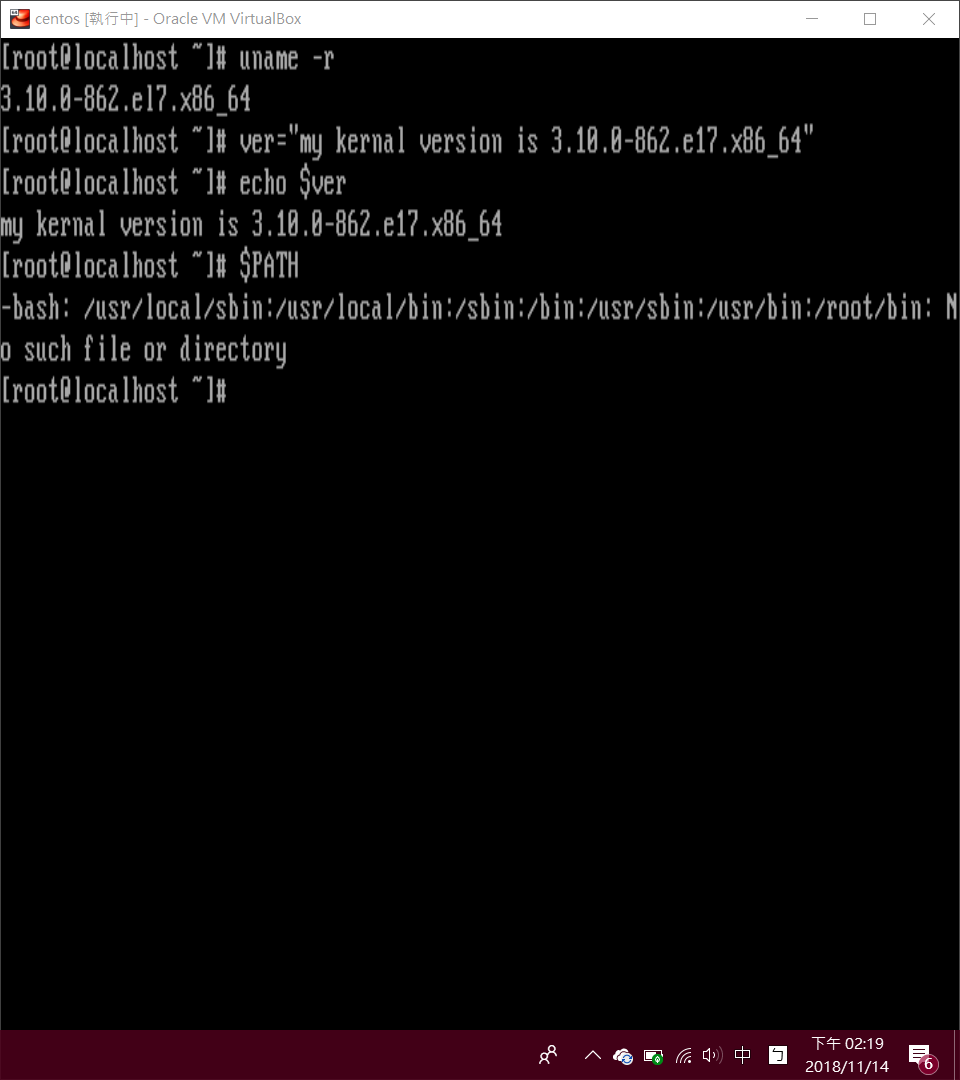 centos [執行中] - Oracle VM VirtualBox
[root@localhost ~]# uname -r
3.10.0-862.el7.x86_64
[root@localhost ~]# ver="my kernal version is 3.10.0-862.e17.x86_64"
[root@localhost ~]# echo $ver
my kernal version is 3.10.0-862.e17.x86_64
[root@localhost ~]# $PATH
-bash: /usr/local/sbin:/usr/local/bin:/sbin:/bin:/usr/sbin:/usr/bin:/root/bin: N
o such file or directory
[root@localhost ~]#
中
ㄅ
下午 02:19
2018/11/14
6